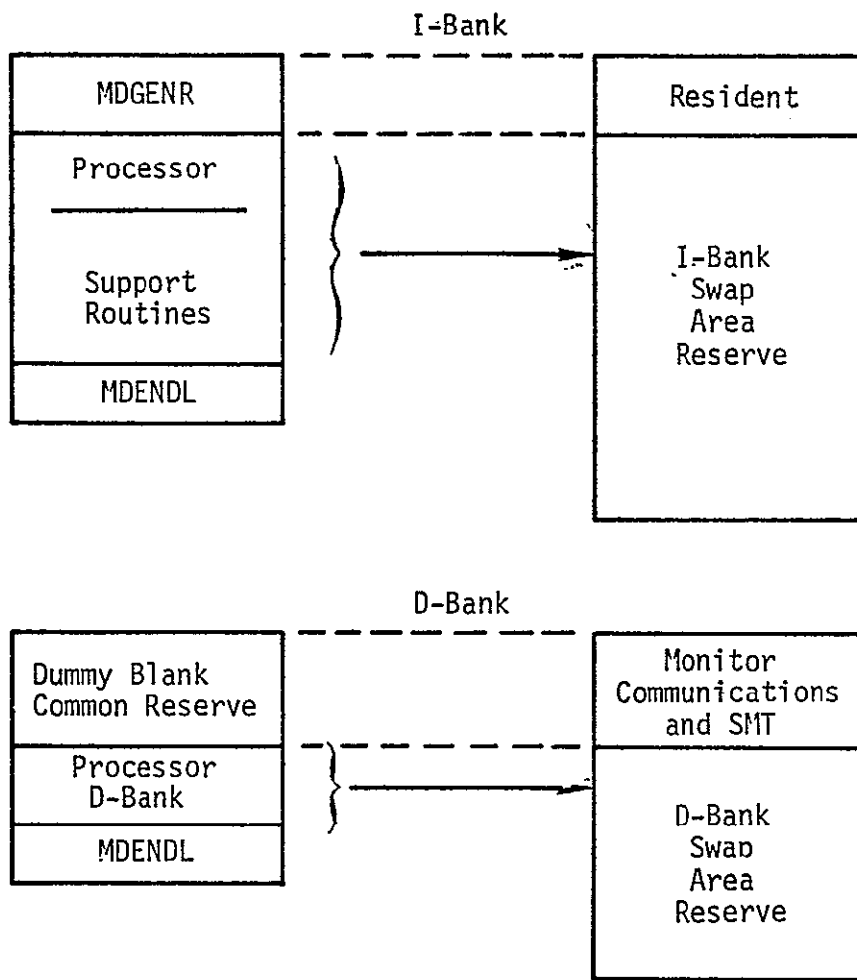 I-Bank
MDGENR
Processor
Support
Routines
MDENDL
Resident
I-Bank
Swap
Area
Reserve
D-Bank
Dummy Blank
Common Reserve
Processor
D-Bank
MDENDL
Monitor
Communications
and SMT
D-Bank
Swap
Area
Reserve